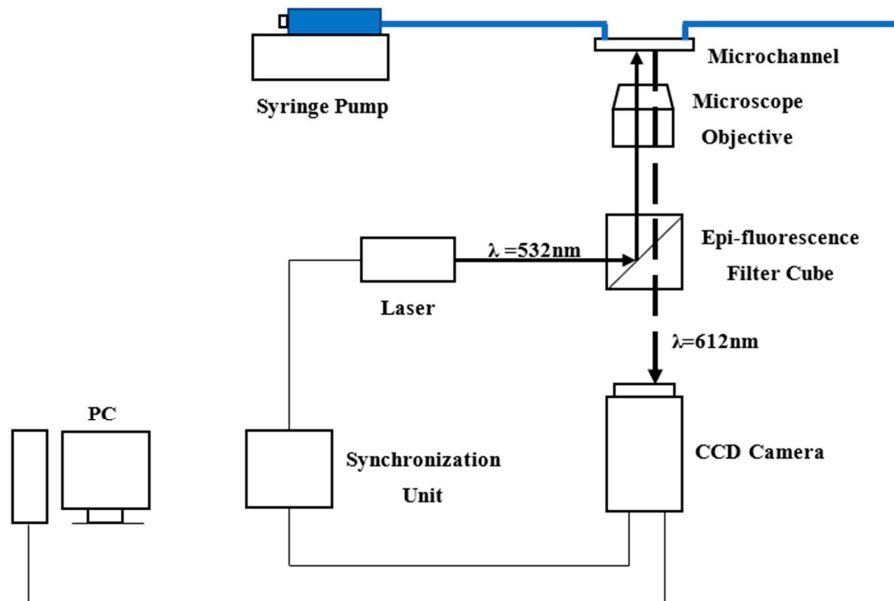 Syringe Pump
Microchannel
Microscope
Objective
λ =532nm
Epi-fluorescence
Filter Cube
Laser
λ=612nm
PC
Synchronization
Unit
CCD Camera